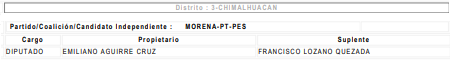 Distrito : 3-CHIMALHUACAN
Partido/Coalición/Candidato Independiente : MORENA-PT-PES
Cargo Propietario Suplente
DIPUTADO EMILIANO AGUIRRE CRUZ FRANCISCO LOZANO QUEZADA